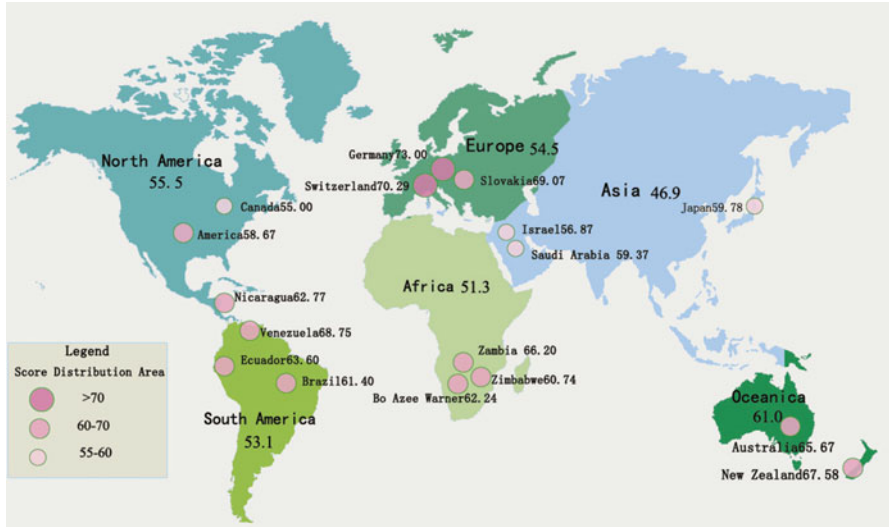 North America
55.5
Canada55.00
America58.67
Nicaragua62.77
Venezuela68.75
Ecuador63.60
Brazil61.40
South America
53.1
Germany73.00
Europe 54.5
Switzerland70.29
Slovakia69.07
Asia 46.9
Japan59.78
Israel56.87
Saudi Arabia 59.37
Africa 51.3
Zambia 66.20
Zimbabwe60.74
Bo Azee Warner62.24
Oceanica
61.0
Australia65.67
New Zealand67.58
Legend
Score Distribution Area
>70
60-70
55-60